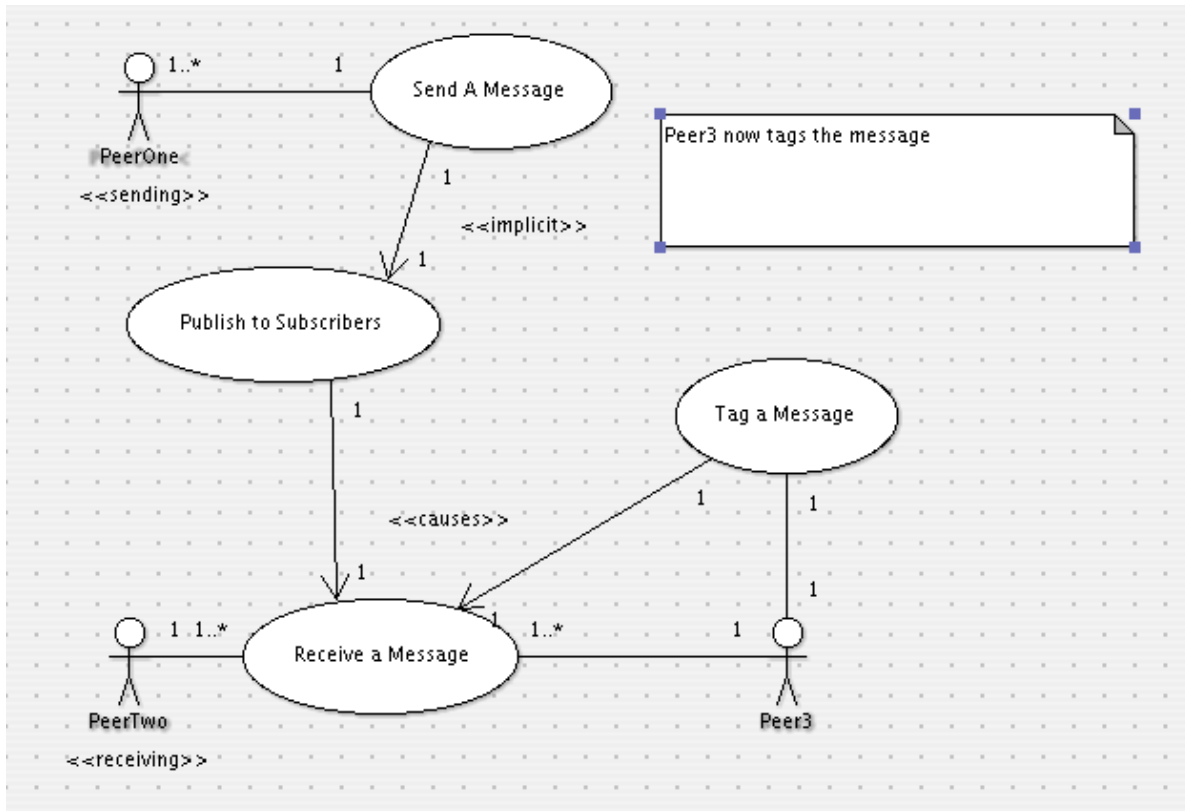 1..*
1
Send A Message
Peer3 now tags the message
PeerOne
<<sending>>
1
<<implicit>>
1
Publish to Subscribers
1
Tag a Message
1
1
<<causes>>
1
1
1
1 1..*
1..*
1
Receive a Message
PeerTwo
Peer3
<<receiving>>